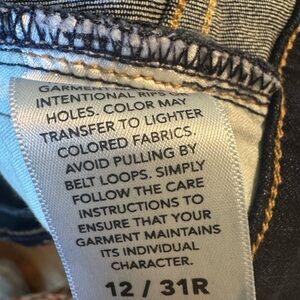 GARMENT
INTENTIONAL RIPS
HOLES. COLOR MAY
TRANSFER TO LIGHTER
COLORED FABRICS.
AVOID PULLING BY
BELT LOOPS. SIMPLY
FOLLOW THE CARE
INSTRUCTIONS TO
ENSURE THAT YOUR
GARMENT MAINTAINS
ITS INDIVIDUAL
CHARACTER.
12 / 31R